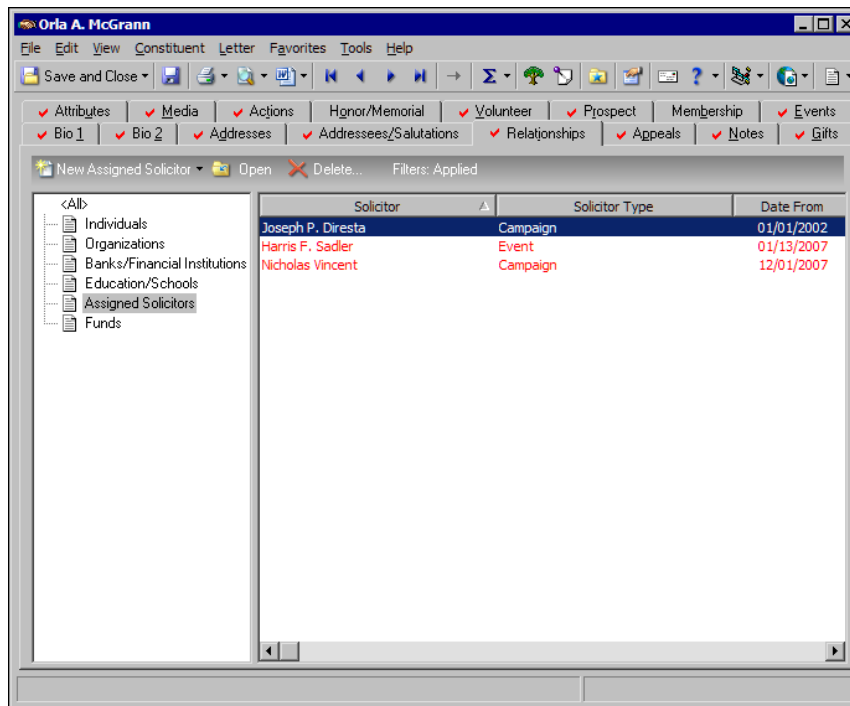 Orla A. McGrann
File Edit View Constituent Letter Favorites Tools Help
Save and Close
Attributes Media Actions Honor/Memorial Volunteer Prospect Membership Events
Bio 1 Bio 2 Addresses Addressees/Salutations Relationships Appeals Notes Gifts
New Assigned Solicitor Open Delete... Filters: Applied
<All>
Individuals
Organizations
Banks/Financial Institutions
Education/Schools
Assigned Solicitors
Funds
Solicitor Solicitor Type Date From
Joseph P. Diresta Campaign 01/01/2002
Harris F. Sadler Event 01/13/2007
Nicholas Vincent Campaign 12/01/2007